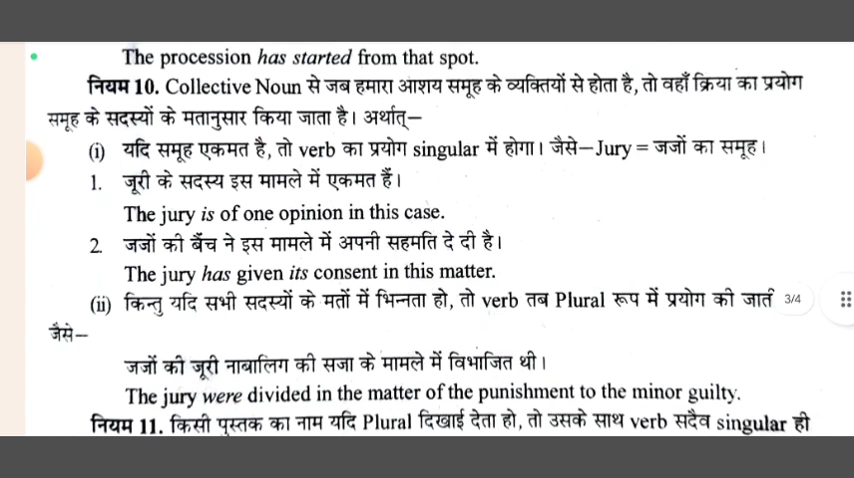 The procession has started from that spot.
नियम 10. Collective Noun से जब हमारा आशय समूह के व्यक्तियों से होता है, तो वहाँ क्रिया का प्रयोग
समूह के सदस्यों के मतानुसार किया जाता है। अर्थात्–
(i) यदि समूह एकमत है, तो verb का प्रयोग singular में होगा। जैसे–Jury = जजों का समूह।
1. जूरी के सदस्य इस मामले में एकमत हैं।
The jury is of one opinion in this case.
2. जजों की बैंच ने इस मामले में अपनी सहमति दे दी है।
The jury has given its consent in this matter.
(ii) किन्तु यदि सभी सदस्यों के मतों में भिन्नता हो, तो verb तब Plural रूप में प्रयोग की 3/4
जैसे–
जजों की जूरी नाबालिग की सजा के मामले में विभाजित थी।
The jury were divided in the matter of the punishment to the minor guilty.
नियम 11. किसी पुस्तक का नाम यदि Plural दिखाई देता हो, तो उसके साथ verb सदैव singular ही